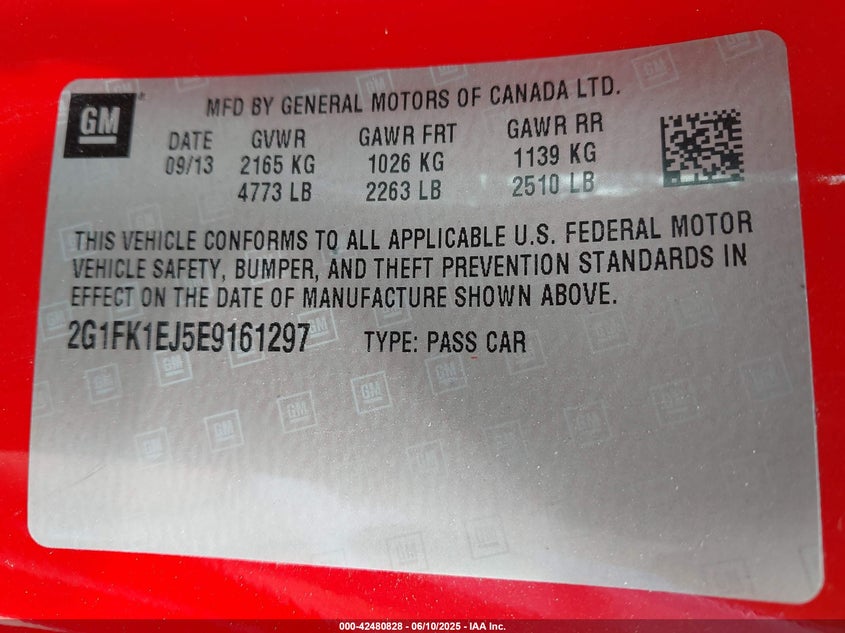 GM
MFD BY GENERAL MOTORS OF CANADA LTD.
DATE GVWR GAWR FRT GAWR RR
09/13 2165 KG 1026 KG 1139 KG
4773 LB 2263 LB 2510 LB
THIS VEHICLE CONFORMS TO ALL APPLICABLE U.S. FEDERAL MOTOR
VEHICLE SAFETY, BUMPER, AND THEFT PREVENTION STANDARDS IN
EFFECT ON THE DATE OF MANUFACTURE SHOWN ABOVE.
2G1FK1EJ5E9161297 TYPE: PASS CAR
000-42480828 - 06/10/2025 - IAA Inc.